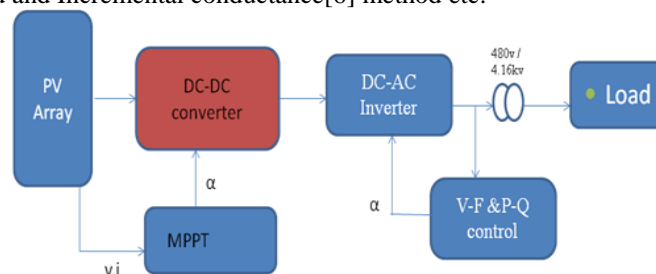 and Incremental conductance[6] method etc.
480v /
4.16kv
PV
Array
DC-DC
converter
DC-AC
Inverter
• Load
α
α
MPPT
V-F &P-Q
control
v,i